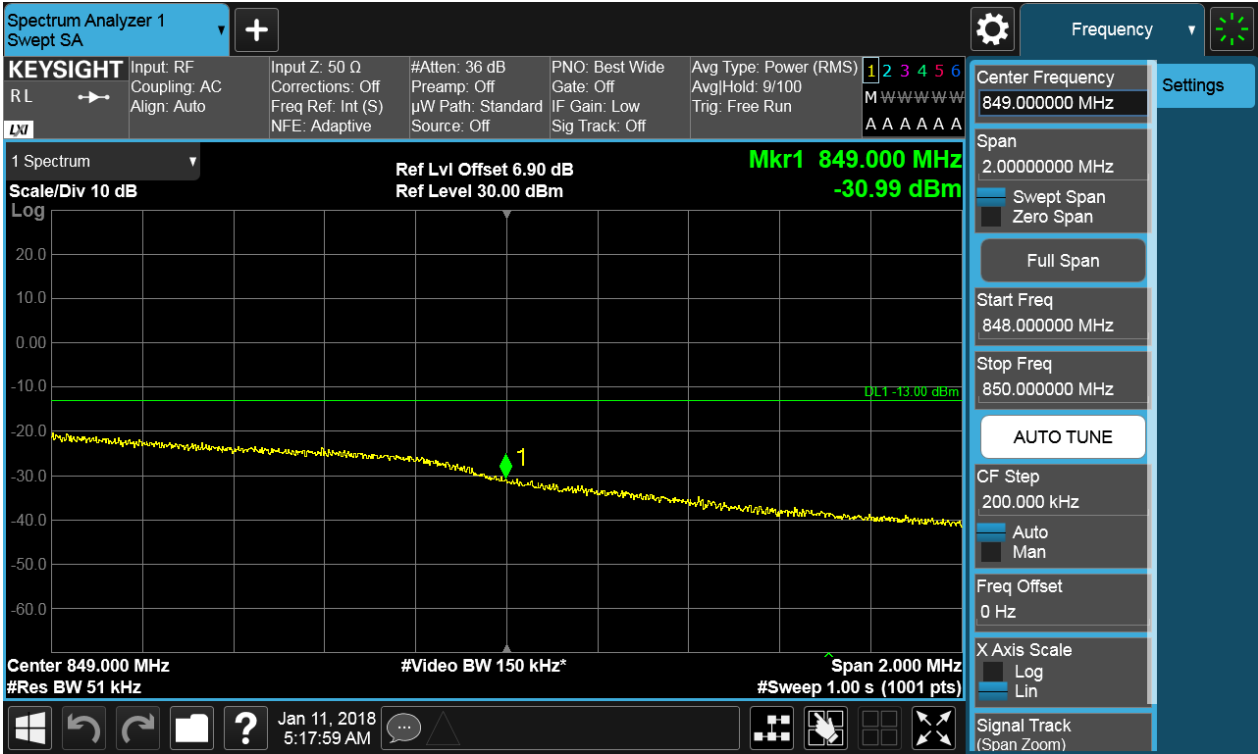 Spectrum Analyzer 1
Swept SA
+
Frequency
KEYSIGHT
R L
LXI
Input: RF
Coupling: AC
Align: Auto
Input Z: 50 Ω
Corrections: Off
Freq Ref: Int (S)
NFE: Adaptive
#Atten: 36 dB
Preamp: Off
µW Path: Standard
Source: Off
PNO: Best Wide
Gate: Off
IF Gain: Low
Sig Track: Off
Avg Type: Power (RMS)
Avg|Hold: 9/100
Trig: Free Run
1 2 3 4 5 6
M W W W W W
A A A A A A
1 Spectrum
Scale/Div 10 dB
Log
Ref Lvl Offset 6.90 dB
Ref Level 30.00 dBm
Mkr1 849.000 MHz
-30.99 dBm
20.0
10.0
0.00
-10.0
-20.0
-30.0
-40.0
-50.0
-60.0
DL1 -13.00 dBm
1
Center 849.000 MHz
#Res BW 51 kHz
#Video BW 150 kHz*
Span 2.000 MHz
#Sweep 1.00 s (1001 pts)
?
Jan 11, 2018
5:17:59 AM
Center Frequency
849.000000 MHz
Span
2.00000000 MHz
Swept Span
Zero Span
Full Span
Start Freq
848.000000 MHz
Stop Freq
850.000000 MHz
AUTO TUNE
CF Step
200.000 kHz
Auto
Man
Freq Offset
0 Hz
X Axis Scale
Log
Lin
Signal Track
(Span Zoom)
Settings